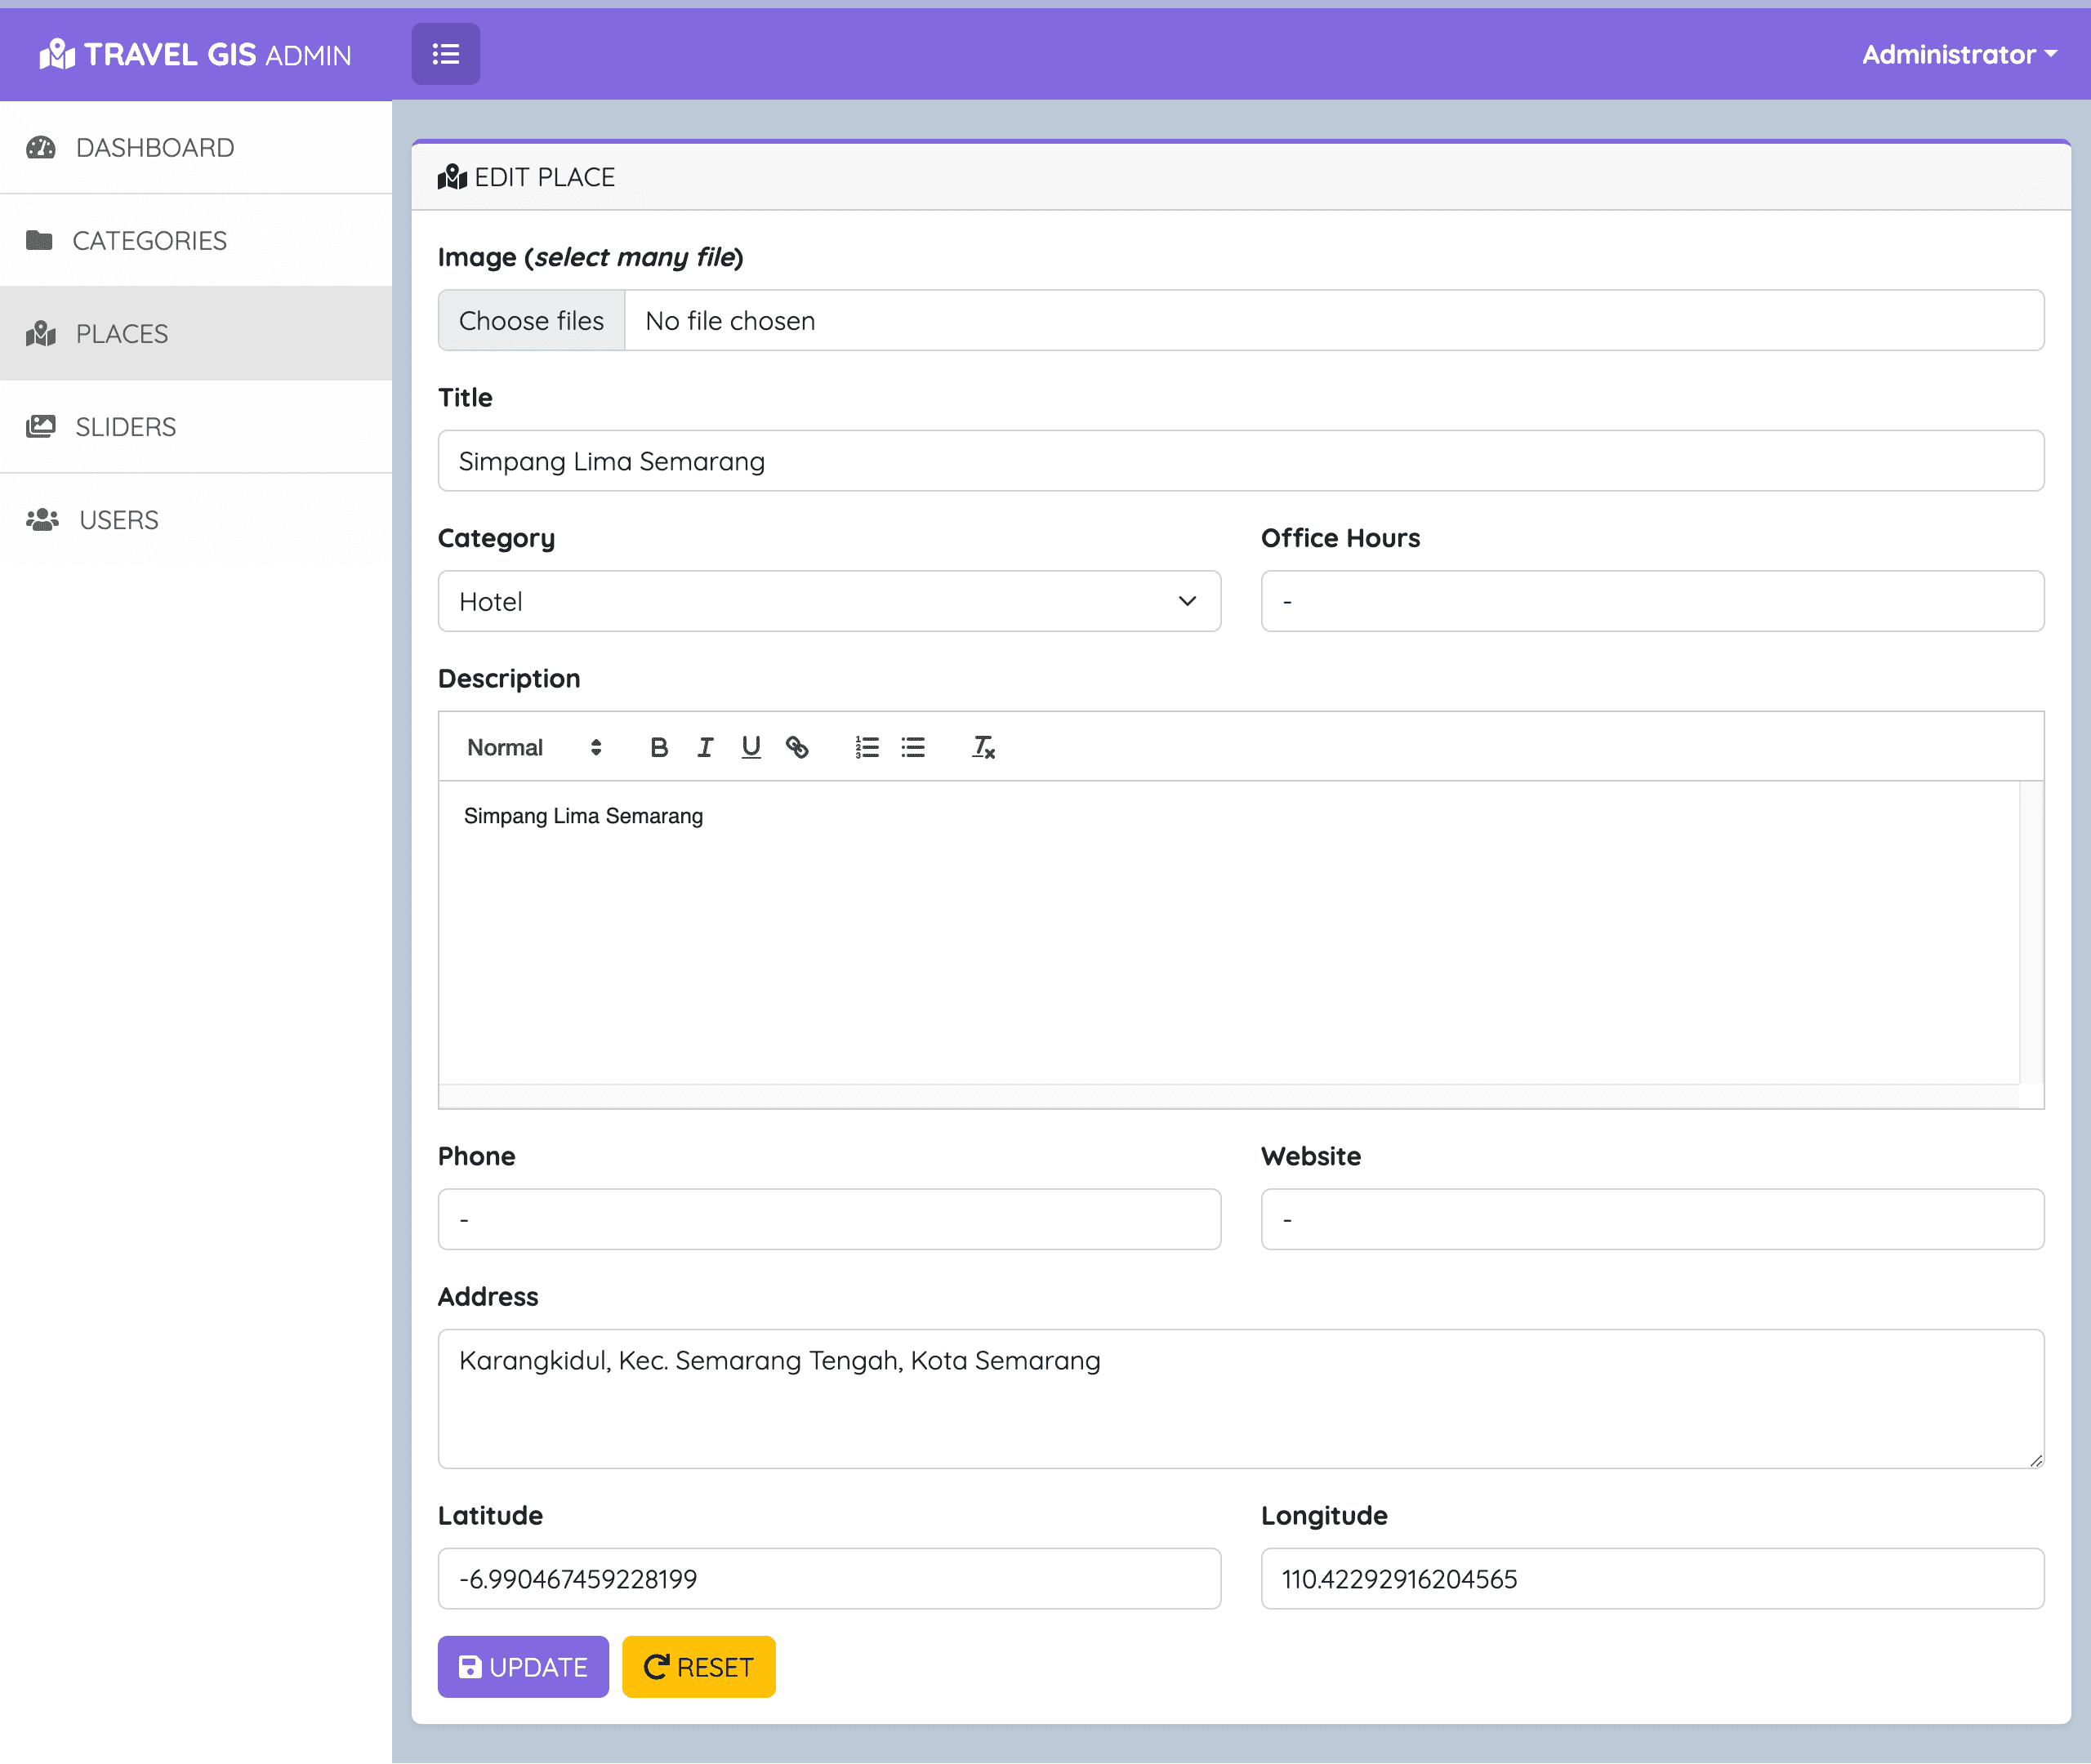 TRAVEL GIS ADMIN
Administrator
DASHBOARD
CATEGORIES
PLACES
SLIDERS
USERS
EDIT PLACE
Image (select many file)
Choose files No file chosen
Title
Simpang Lima Semarang
Category Office Hours
Hotel -
Description
Normal B I U
Simpang Lima Semarang
Phone Website
- -
Address
Karangkidul, Kec. Semarang Tengah, Kota Semarang
Latitude Longitude
-6.990467459228199 110.42292916204565
UPDATE RESET